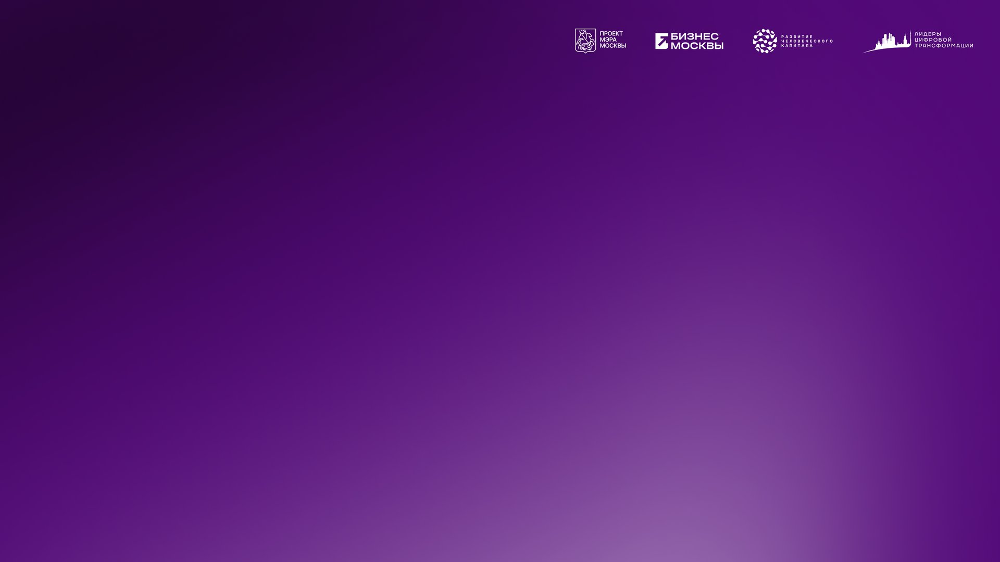 ПРОЕКТ
МЭРА
МОСКВЫ
БИЗНЕС
МОСКВЫ
РАЗВИТИЕ
ЧЕЛОВЕЧЕСКОГО
КАПИТАЛА
ЛИДЕРЫ
ЦИФРОВОЙ
ТРАНСФОРМАЦИИ